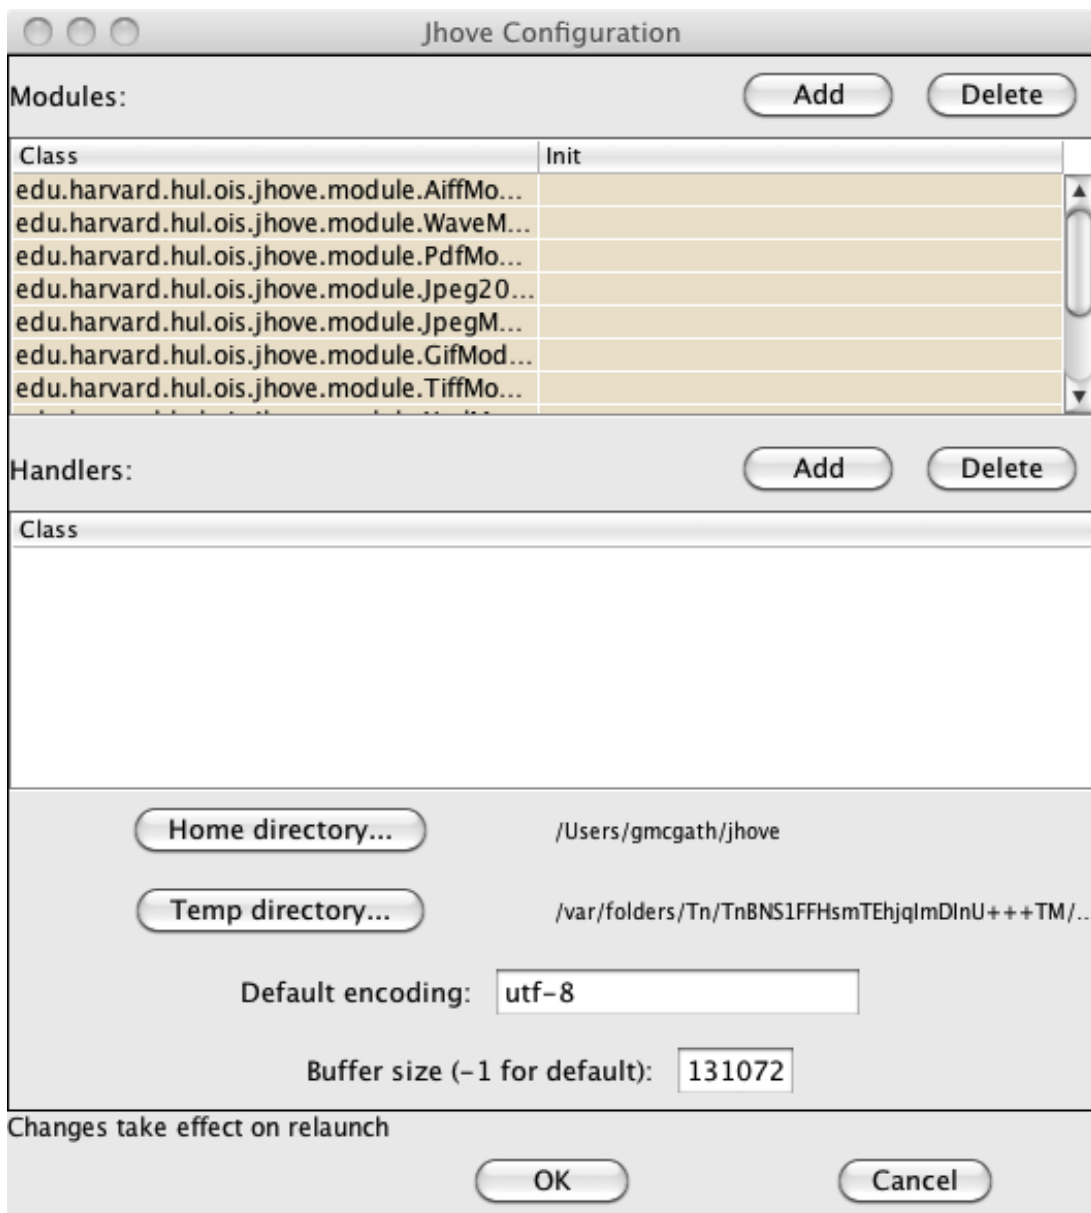 Jhove Configuration
Modules: Add Delete
Class Init
edu.harvard.hul.ois.jhove.module.AiffMo...
edu.harvard.hul.ois.jhove.module.WaveM...
edu.harvard.hul.ois.jhove.module.PdfMo...
edu.harvard.hul.ois.jhove.module.Jpeg20...
edu.harvard.hul.ois.jhove.module.JpegM...
edu.harvard.hul.ois.jhove.module.GifMod...
edu.harvard.hul.ois.jhove.module.TiffMo...
Handlers: Add Delete
Class
Home directory... /Users/gmcgath/jhove
Temp directory... /var/folders/Tn/TnBNS1FFHsmTEhjqImDInU+++TM/...
Default encoding: utf-8
Buffer size (-1 for default): 131072
Changes take effect on relaunch
OK Cancel